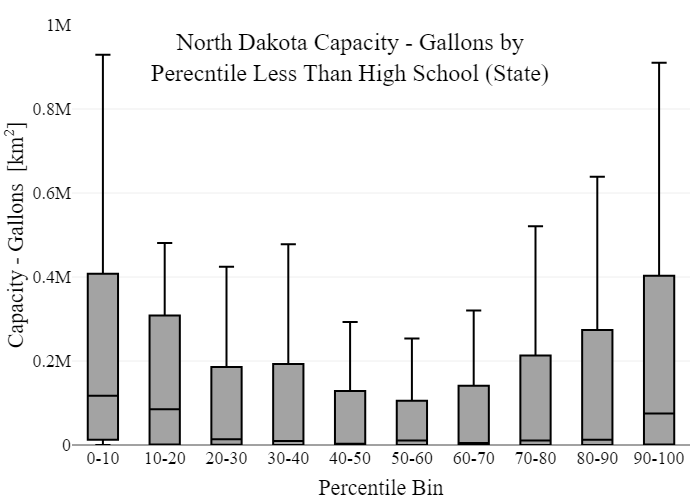 North Dakota Capacity - Gallons by
Perecntile Less Than High School (State)
1M
0.8M
0.6M
0.4M
0.2M
0
Capacity - Gallons [km²]
0-10 10-20 20-30 30-40 40-50 50-60 60-70 70-80 80-90 90-100
Percentile Bin